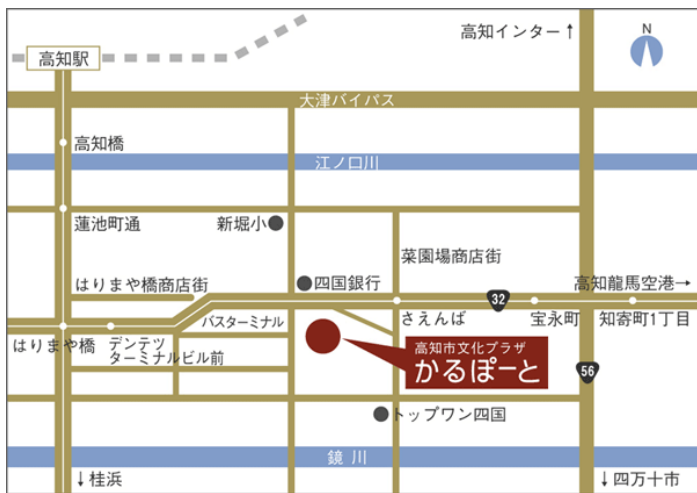 高知インター↑
N
高知駅
大津バイパス
高知橋
江ノ口川
蓮池町通
新堀小
菜園場商店街
はりまや橋商店街
四国銀行
高知龍馬空港→
32
バスターミナル
さえんば
宝永町
知寄町1丁目
はりまや橋
デンテツ
ターミナルビル前
高知市文化プラザ
かるぽーと
56
トップワン四国
鏡川
↓桂浜
↓四万十市